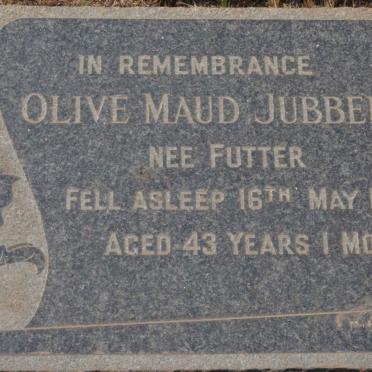 IN REMEMBRANCE
OLIVE MAUD JUBBE
NEE FUTTER
FELL ASLEEP 16TH MAY
AGED 43 YEARS 1 MO